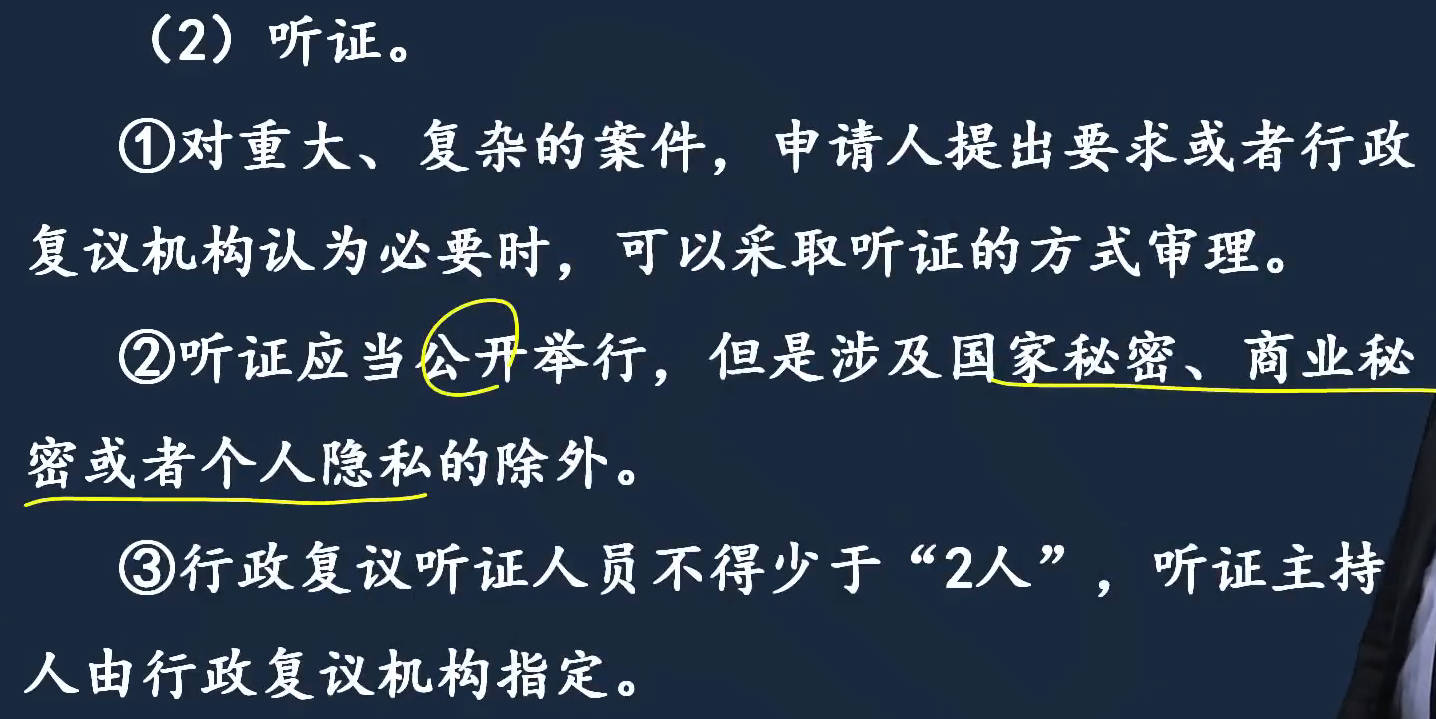 （2）听证。
①对重大、复杂的案件，申请人提出要求或者行政
复议机构认为必要时，可以采取听证的方式审理。
②听证应当公开举行，但是涉及国家秘密、商业秘
密或者个人隐私的除外。
③行政复议听证人员不得少于“2人”，听证主持
人由行政复议机构指定。